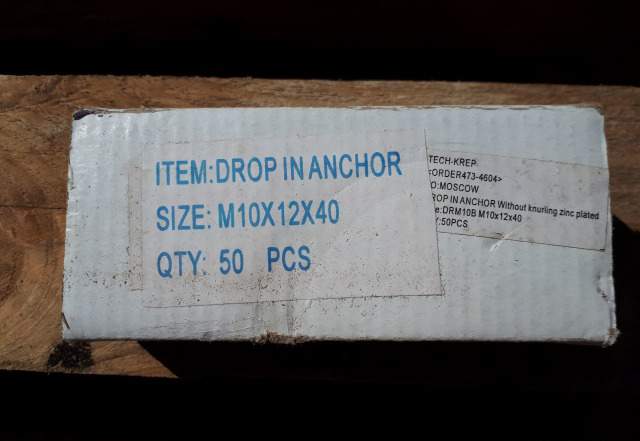 ITEM:DROP IN ANCHOR
SIZE: M10X12X40
QTY: 50 PCS
TECH-KREP
<ORDER473-4604>
O:MOSCOW
ROP IN ANCHOR Without knurling zinc plated
e:DRM10B M10x12x40
Y:50PCS